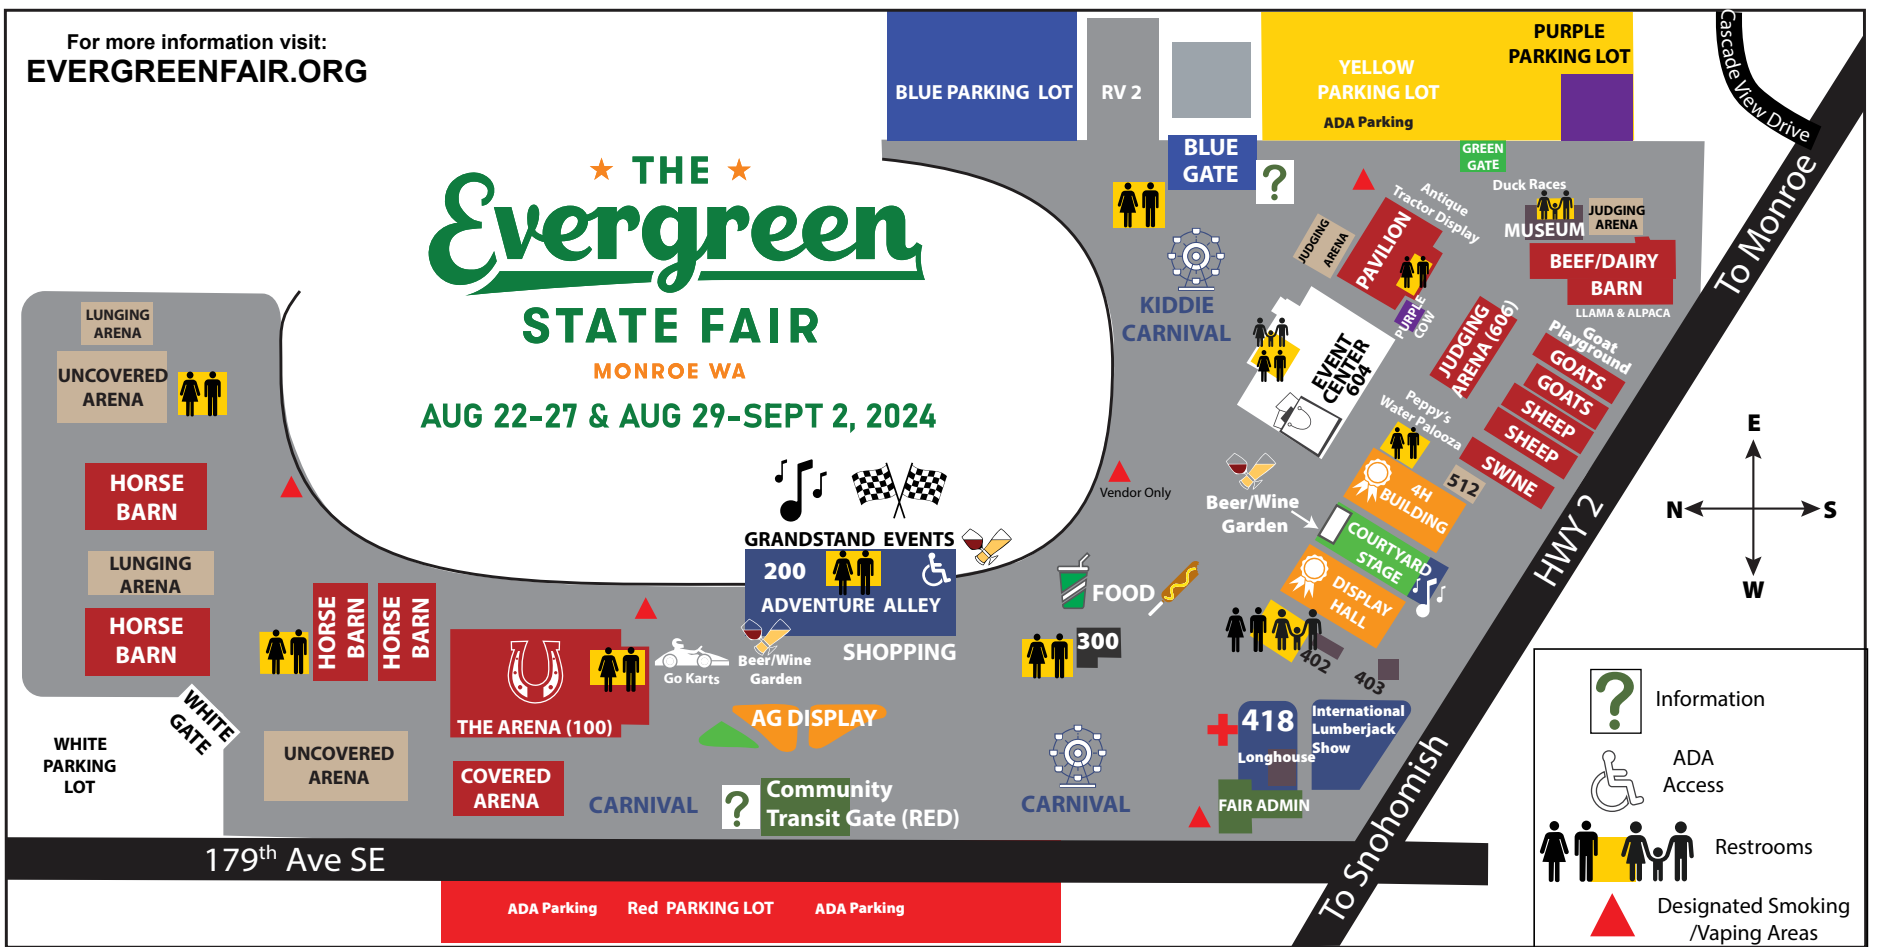 For more information visit:
EVERGREENFAIR.ORG
THE
Evergreen
STATE FAIR
MONROE WA
AUG 22-27 & AUG 29-SEPT 2, 2024
BLUE PARKING LOT
RV 2
YELLOW
PARKING LOT
ADA Parking
PURPLE
PARKING LOT
Cascade View Drive
BLUE
GATE
?
GREEN
GATE
Duck Races
Antique
Tractor Display
JUDGING
ARENA
PAVILION
MUSEUM
JUDGING
ARENA
BEEF/DAIRY
BARN
LLAMA & ALPACA
To Monroe
KIDDIE
CARNIVAL
PURPLE
COW
EVENT
CENTER
604
JUDGING
ARENA (606)
Goat
Playground
GOATS
GOATS
SHEEP
SHEEP
SWINE
Peppy's
Water Palooza
512
4H
BUILDING
LUNGING
ARENA
UNCOVERED
ARENA
HORSE
BARN
LUNGING
ARENA
HORSE
BARN
HORSE
BARN
HORSE
BARN
WHITE
GATE
WHITE
PARKING
LOT
UNCOVERED
ARENA
THE ARENA (100)
COVERED
ARENA
GRANDSTAND EVENTS
200
ADVENTURE ALLEY
SHOPPING
Go Karts
Beer/Wine
Garden
AG DISPLAY
CARNIVAL
?
Community
Transit Gate (RED)
Vendor Only
Beer/Wine
Garden
FOOD
300
COURTYARD
STAGE
DISPLAY
HALL
402
403
CARNIVAL
418
Longhouse
International
Lumberjack
Show
FAIR ADMIN
HWY 2
To Snohomish
179th Ave SE
ADA Parking
Red PARKING LOT
ADA Parking
E
N
S
W
?
Information
ADA
Access
Restrooms
Designated Smoking
/Vaping Areas